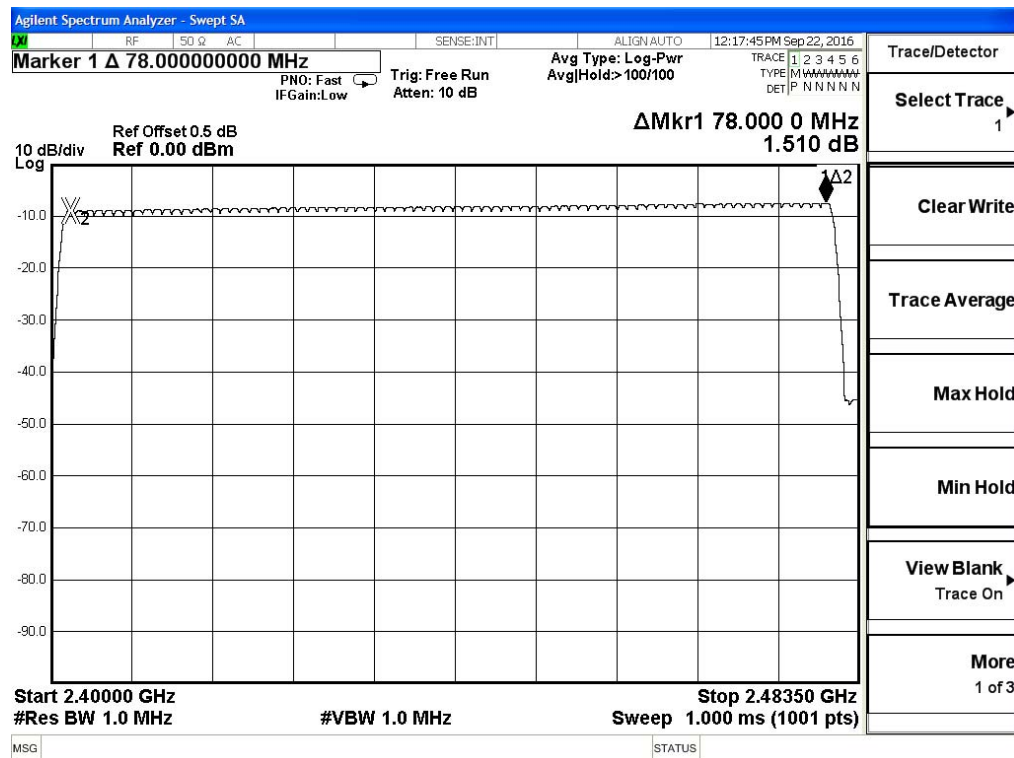 Agilent Spectrum Analyzer - Swept SA
LXI RF 50 Ω AC SENSE:INT ALIGN AUTO 12:17:45 PM Sep 22, 2016
Marker 1 Δ 78.000000000 MHz
PNO: Fast
IFGain:Low
Trig: Free Run
Atten: 10 dB
Avg Type: Log-Pwr
Avg|Hold:>100/100
TRACE 1 2 3 4 5 6
TYPE M
DET P N N N N N
ΔMkr1 78.000 0 MHz
1.510 dB
Ref Offset 0.5 dB
10 dB/div Ref 0.00 dBm
Log
1Δ2
2
-10.0
-20.0
-30.0
-40.0
-50.0
-60.0
-70.0
-80.0
-90.0
Start 2.40000 GHz Stop 2.48350 GHz
#Res BW 1.0 MHz #VBW 1.0 MHz Sweep 1.000 ms (1001 pts)
MSG STATUS
Trace/Detector
Select Trace
1
Clear Write
Trace Average
Max Hold
Min Hold
View Blank
Trace On
More
1 of 3